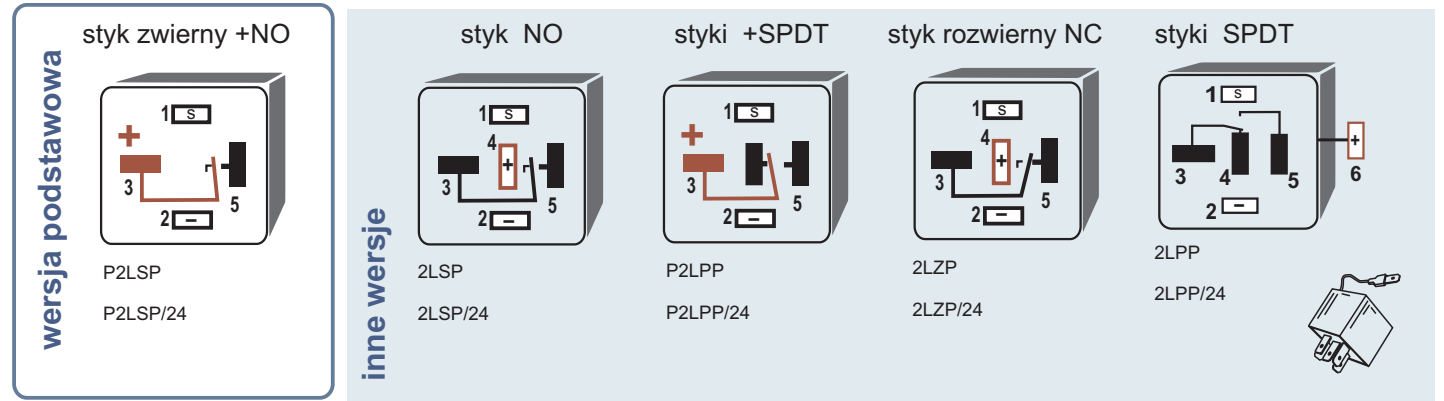 wersja podstawowa
styk zwierny +NO
1 S
+
3
5
2 −
P2LSP
P2LSP/24
inne wersje
styk NO
1 S
4
+
3
5
2 −
2LSP
2LSP/24
styki +SPDT
1 S
+
3
5
2 −
P2LPP
P2LPP/24
styk rozwierny NC
1 S
4
+
3
5
2 −
2LZP
2LZP/24
styki SPDT
1 S
+
3 4 5 6
2 −
2LPP
2LPP/24